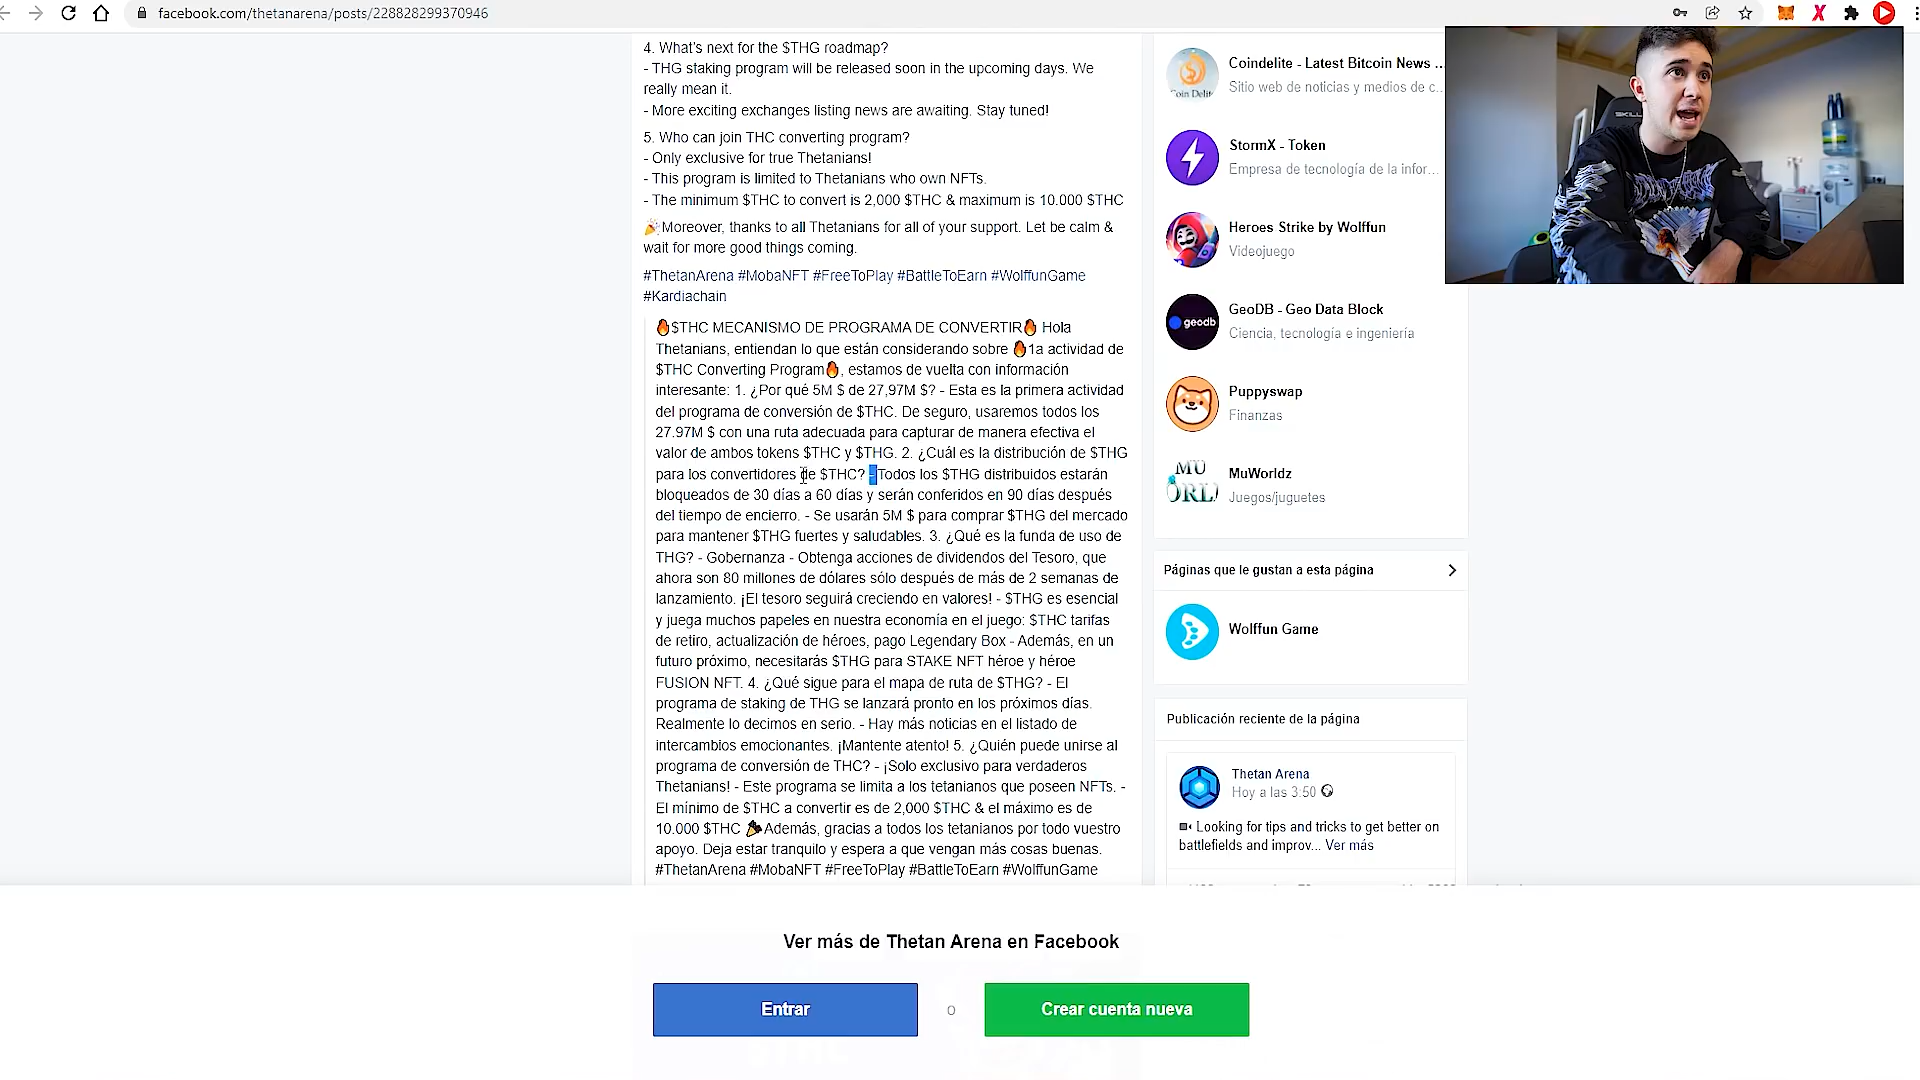 facebook.com/thetanarena/posts/228828299370946
4. What's next for the $THG roadmap?
- THG staking program will be released soon in the upcoming days. We
really mean it.
- More exciting exchanges listing news are awaiting. Stay tuned!
5. Who can join THC converting program?
- Only exclusive for true Thetanians!
- This program is limited to Thetanians who own NFTs.
- The minimum $THC to convert is 2,000 $THC & maximum is 10.000 $THC
🎉Moreover, thanks to all Thetanians for all of your support. Let be calm &
wait for more good things coming.
#ThetanArena #MobaNFT #FreeToPlay #BattleToEarn #WolffunGame
#Kardiachain
🔥$THC MECANISMO DE PROGRAMA DE CONVERTIR🔥 Hola
Thetanians, entiendan lo que están considerando sobre 🔥1a actividad de
$THC Converting Program🔥, estamos de vuelta con información
interesante: 1. ¿Por qué 5M $ de 27,97M $? - Esta es la primera actividad
del programa de conversión de $THC. De seguro, usaremos todos los
27.97M $ con una ruta adecuada para capturar de manera efectiva el
valor de ambos tokens $THC y $THG. 2. ¿Cuál es la distribución de $THG
para los convertidores de $THC? - Todos los $THG distribuidos estarán
bloqueados de 30 días a 60 días y serán conferidos en 90 días después
del tiempo de encierro. - Se usarán 5M $ para comprar $THG del mercado
para mantener $THG fuertes y saludables. 3. ¿Qué es la funda de uso de
THG? - Gobernanza - Obtenga acciones de dividendos del Tesoro, que
ahora son 80 millones de dólares sólo después de más de 2 semanas de
lanzamiento. ¡El tesoro seguirá creciendo en valores! - $THG es esencial
y juega muchos papeles en nuestra economía en el juego: $THC tarifas
de retiro, actualización de héroes, pago Legendary Box - Además, en un
futuro próximo, necesitarás $THG para STAKE NFT héroe y héroe
FUSION NFT. 4. ¿Qué sigue para el mapa de ruta de $THG? - El
programa de staking de THG se lanzará pronto en los próximos días.
Realmente lo decimos en serio. - Hay más noticias en el listado de
intercambios emocionantes. ¡Mantente atento! 5. ¿Quién puede unirse al
programa de conversión de THC? - ¡Solo exclusivo para verdaderos
Thetanians! - Este programa se limita a los tetanianos que poseen NFTs. -
El mínimo de $THC a convertir es de 2,000 $THC & el máximo es de
10.000 $THC 🎉Además, gracias a todos los tetanianos por todo vuestro
apoyo. Deja estar tranquilo y espera a que vengan más cosas buenas.
#ThetanArena #MobaNFT #FreeToPlay #BattleToEarn #WolffunGame
Coindelite - Latest Bitcoin News ...
Sitio web de noticias y medios de c...
StormX - Token
Empresa de tecnología de la infor...
Heroes Strike by Wolffun
Videojuego
geodb
GeoDB - Geo Data Block
Ciencia, tecnología e ingeniería
Puppyswap
Finanzas
MuWorldz
Juegos/juguetes
Páginas que le gustan a esta página
Wolffun Game
Publicación reciente de la página
Thetan Arena
Hoy a las 3:50
Looking for tips and tricks to get better on
battlefields and improv... Ver más
Ver más de Thetan Arena en Facebook
Entrar
o
Crear cuenta nueva